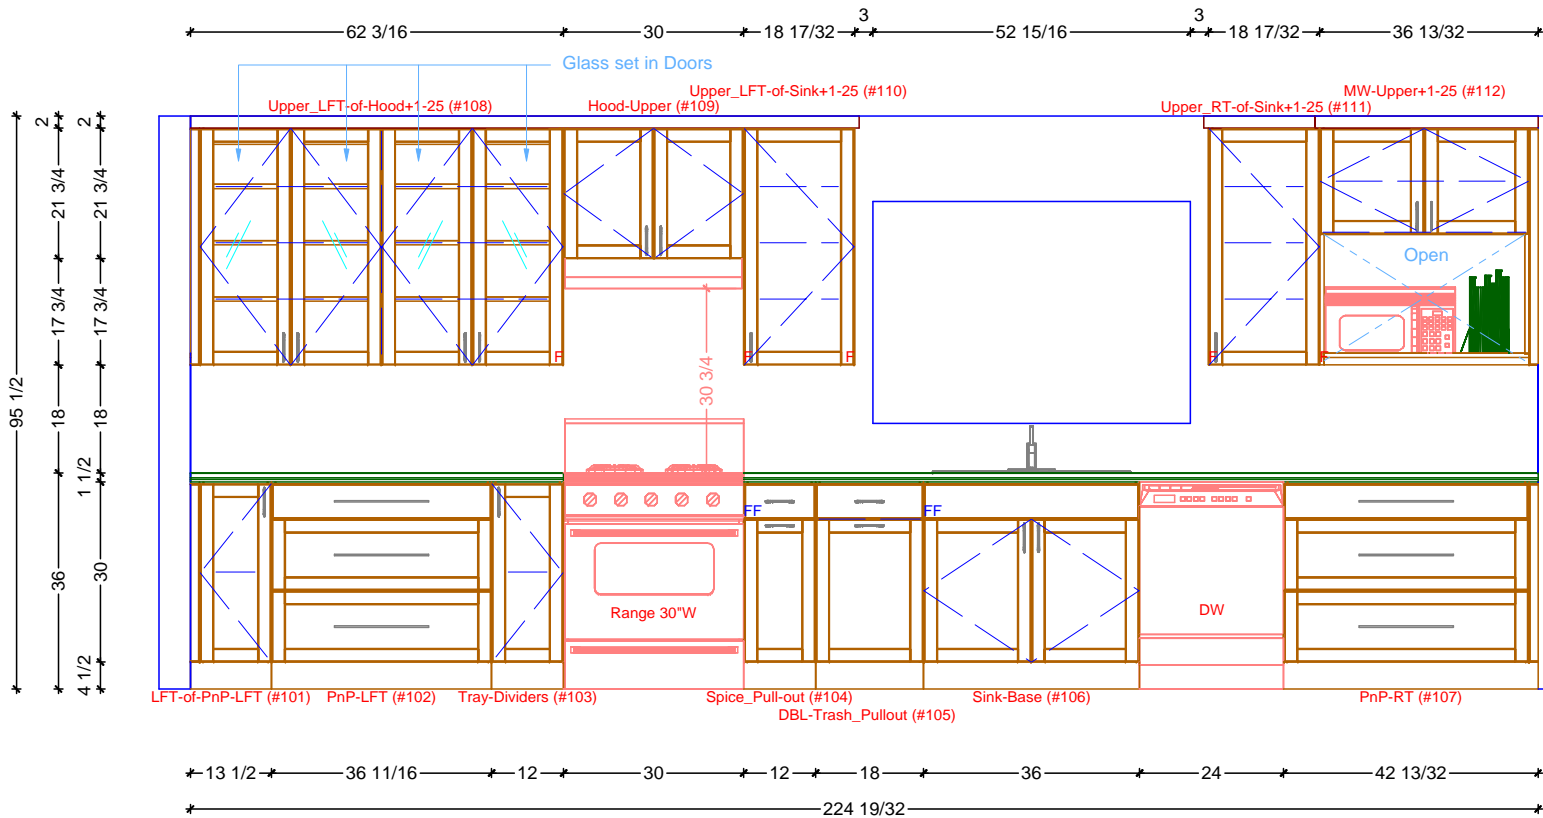 3 3
62 3/16 30 18 17/32 52 15/16 18 17/32 36 13/32
Glass set in Doors
Upper_LFT-of-Sink+1-25 (#110) MW-Upper+1-25 (#112)
Upper_LFT-of-Hood+1-25 (#108) Hood-Upper (#109) Upper_RT-of-Sink+1-25 (#111)
2 2
21 3/4 21 3/4
Open
17 3/4 17 3/4
F F F F F
30 3/4
95 1/2
18 18
1 1/2
FF FF
36 30
Range 30"W DW
4 1/2
LFT-of-PnP-LFT (#101) PnP-LFT (#102) Tray-Dividers (#103) Spice_Pull-out (#104) Sink-Base (#106) PnP-RT (#107)
DBL-Trash_Pullout (#105)
13 1/2 36 11/16 12 30 12 18 36 24 42 13/32
224 19/32